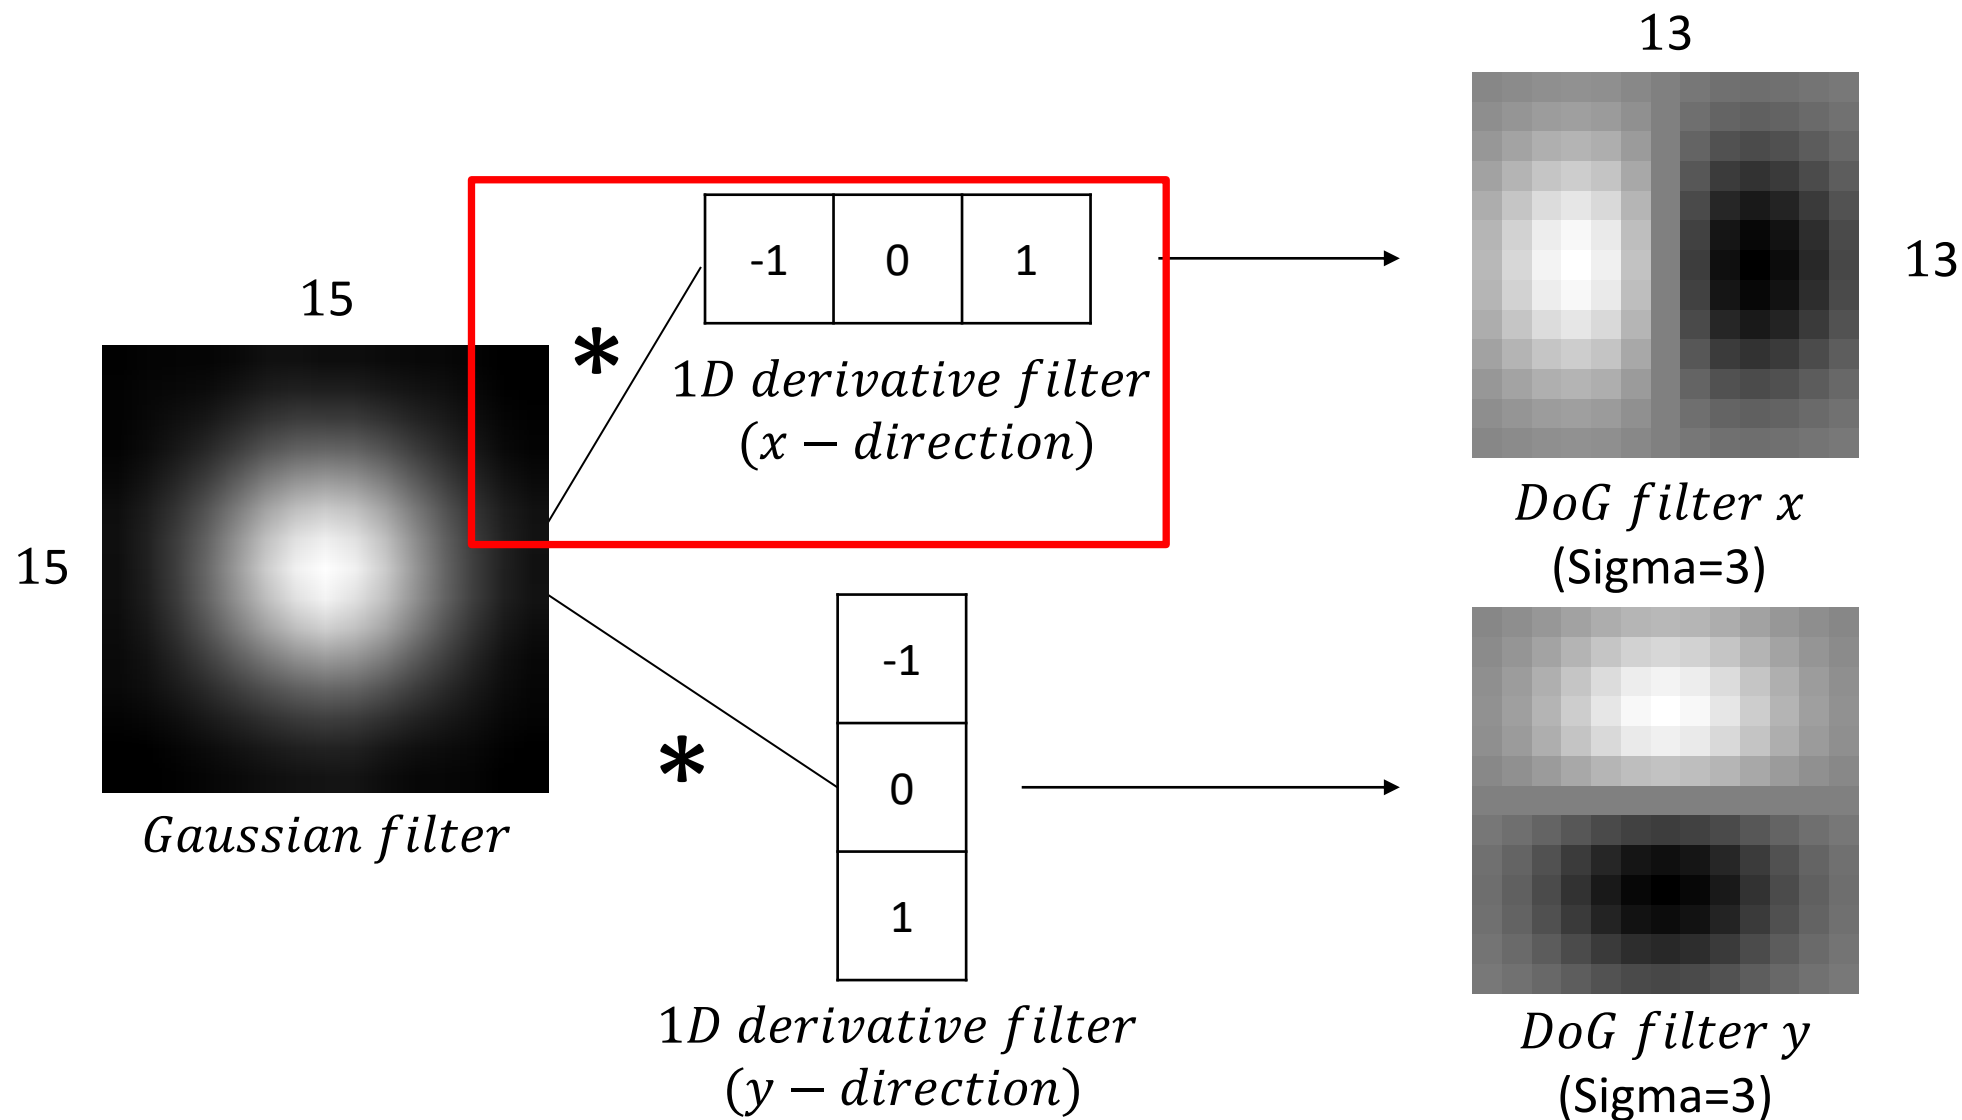 13
-1 0 1
13
15
*
1D derivative filter
(x − direction)
DoG filter x
(Sigma=3)
15
-1
*
0
Gaussian filter
1
1D derivative filter
(y − direction)
DoG filter y
(Sigma=3)